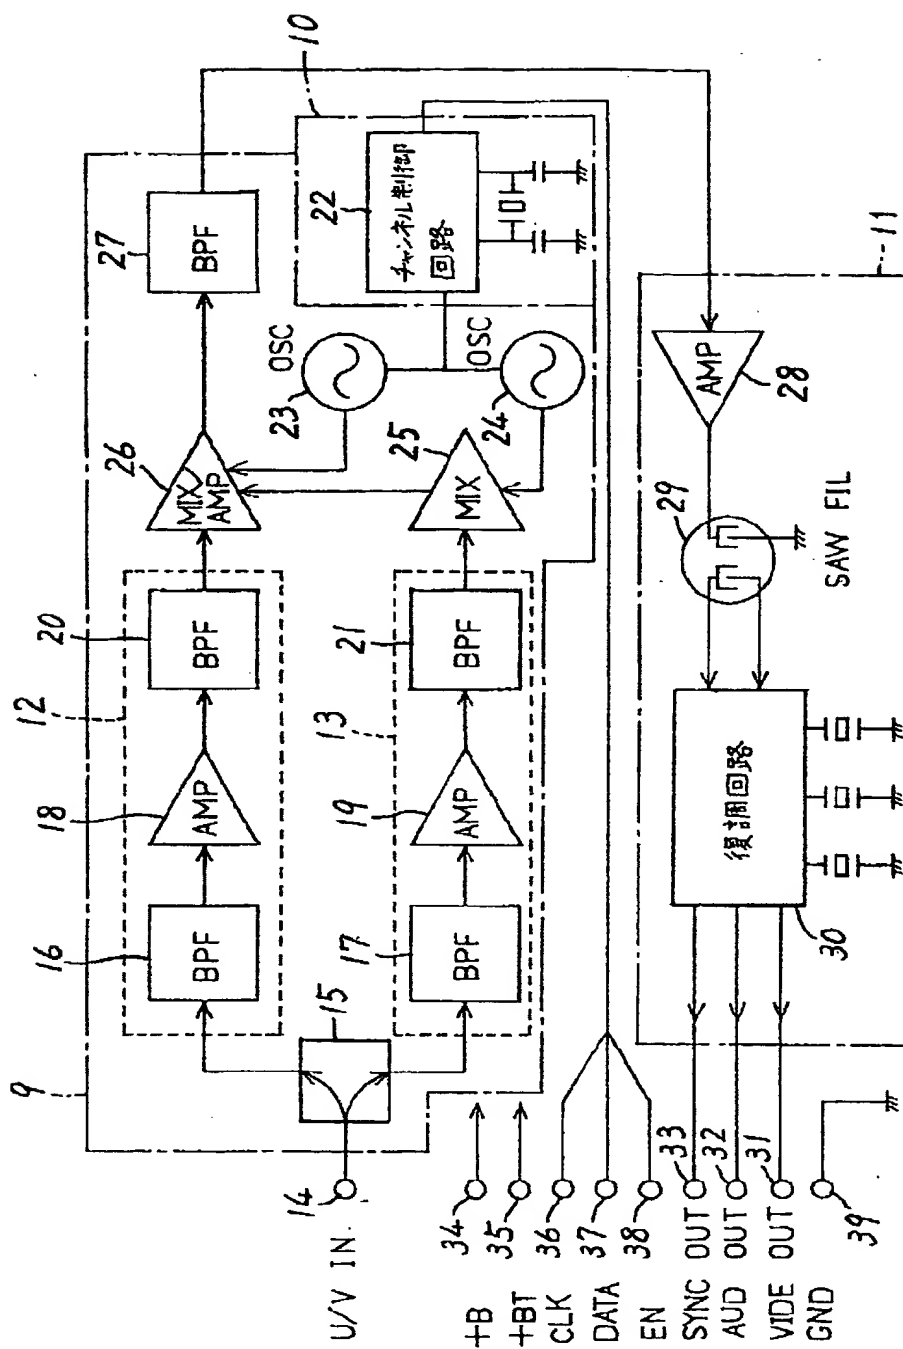 9
12
20
BPF
18
AMP
16
BPF
26
MIX
AMP
27
BPF
10
22
チャンネル制御
回路
23
OSC
24
OSC
25
MIX
13
21
BPF
19
AMP
17
BPF
15
14
U/V IN.
34
+B
35
+BT
36
CLK
37
DATA
38
EN
33
SYNC OUT
32
AUD OUT
31
VIDE OUT
39
GND
11
AMP
28
29
SAW FIL
復調回路
30